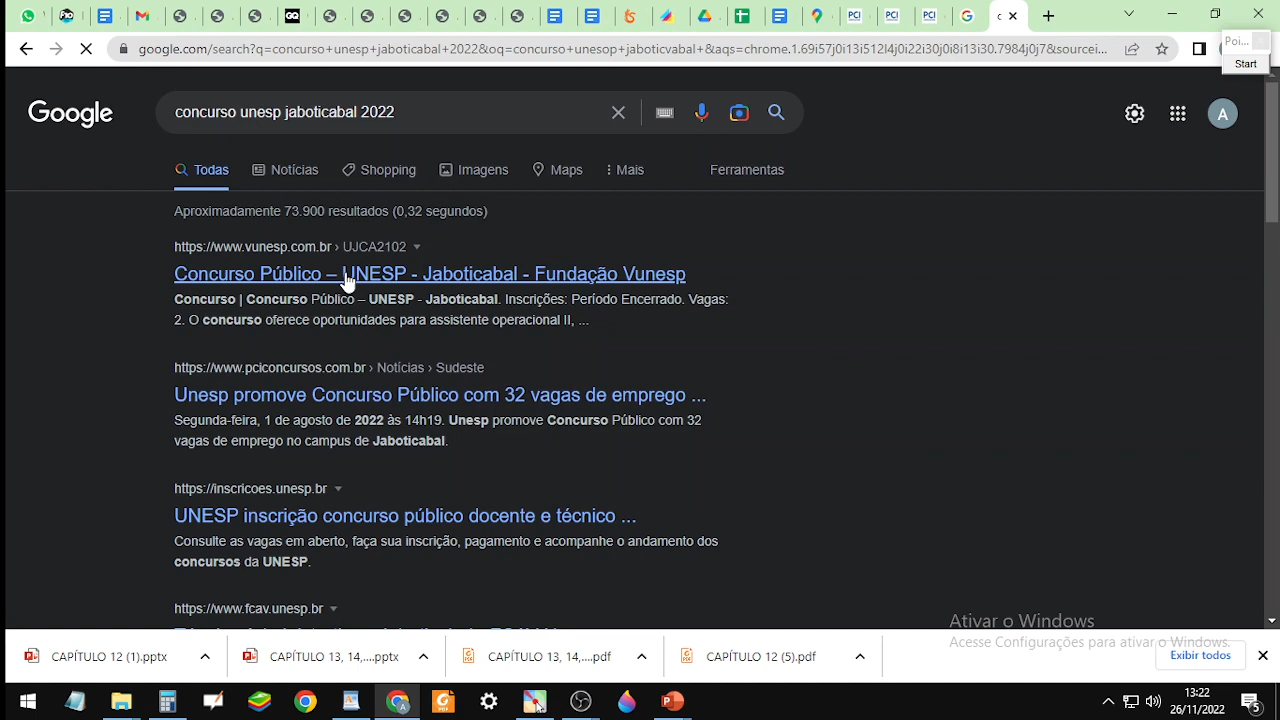 google.com/search?q=concurso+unesp+jaboticabal+2022&oq=concurso+unesop+jaboticvabal+&aqs=chrome.1.69i57j0i13i512l4j0i22i30j0i8i13i30.7984j0j7&sourcei...
Poi...
Start
Google
concurso unesp jaboticabal 2022
A
Todas
Notícias
Shopping
Imagens
Maps
Mais
Ferramentas
Aproximadamente 73.900 resultados (0,32 segundos)
https://www.vunesp.com.br › UJCA2102
Concurso Público – UNESP - Jaboticabal - Fundação Vunesp
Concurso | Concurso Público – UNESP - Jaboticabal. Inscrições: Período Encerrado. Vagas:
2. O concurso oferece oportunidades para assistente operacional II, ...
https://www.pciconcursos.com.br › Notícias › Sudeste
Unesp promove Concurso Público com 32 vagas de emprego ...
Segunda-feira, 1 de agosto de 2022 às 14h19. Unesp promove Concurso Público com 32
vagas de emprego no campus de Jaboticabal.
https://inscricoes.unesp.br
UNESP inscrição concurso público docente e técnico ...
Consulte as vagas em aberto, faça sua inscrição, pagamento e acompanhe o andamento dos
concursos da UNESP.
https://www.fcav.unesp.br
Ativar o Windows
Acesse Configurações para ativar o Windows.
CAPÍTULO 12 (1).pptx
CAPÍTULO 13, 14,....pptx
CAPÍTULO 13, 14,....pdf
CAPÍTULO 12 (5).pdf
Exibir todos
13:22
26/11/2022
5